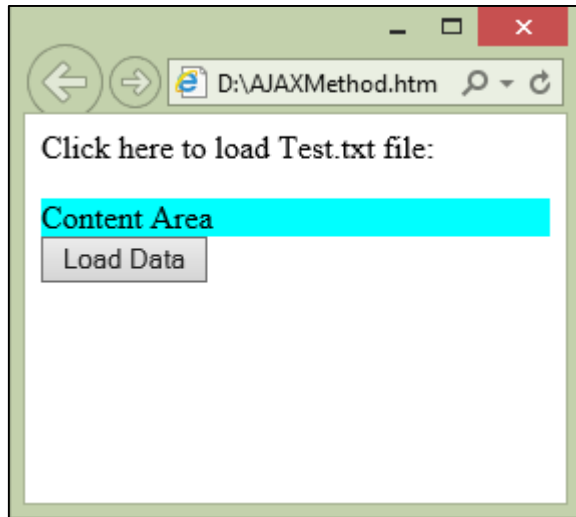 D:\AJAXMethod.htm
Click here to load Test.txt file:
Content Area
Load Data